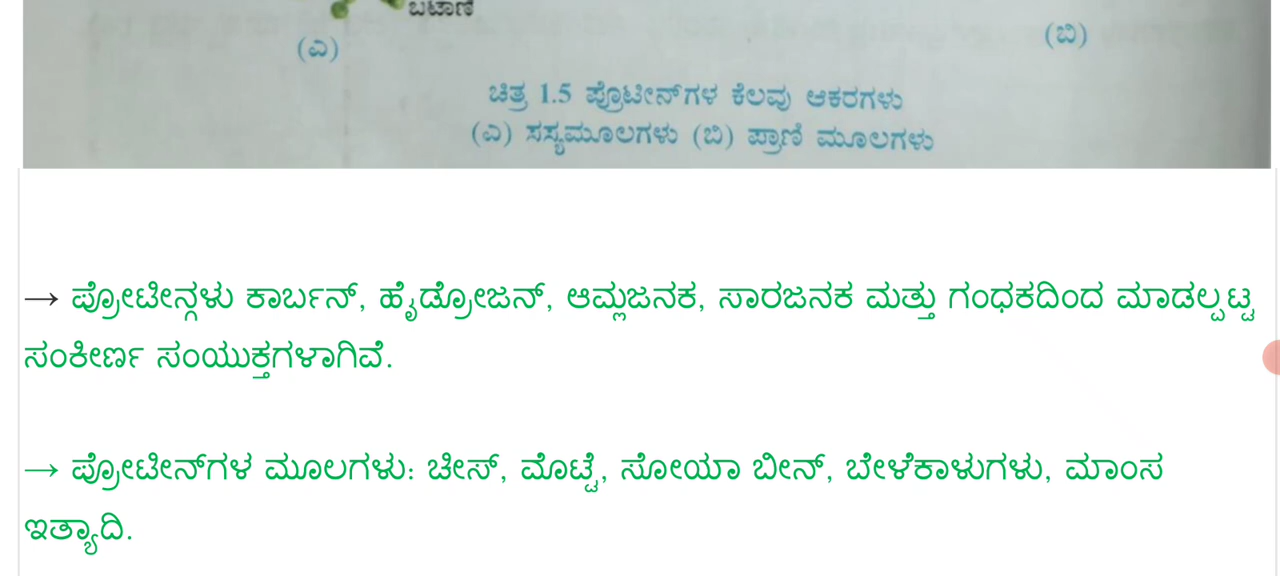 ಬಟಾಣಿ
(ಎ)
(ಬಿ)
ಚಿತ್ರ 1.5 ಪ್ರೊಟೀನ್‌ಗಳ ಕೆಲವು ಆಕರಗಳು
(ಎ) ಸಸ್ಯಮೂಲಗಳು (ಬಿ) ಪ್ರಾಣಿ ಮೂಲಗಳು
→ ಪ್ರೋಟೀನ್ಗಳು ಕಾರ್ಬನ್, ಹೈಡ್ರೋಜನ್, ಆಮ್ಲಜನಕ, ಸಾರಜನಕ ಮತ್ತು ಗಂಧಕದಿಂದ ಮಾಡಲ್ಪಟ್ಟ
ಸಂಕೀರ್ಣ ಸಂಯುಕ್ತಗಳಾಗಿವೆ.
→ ಪ್ರೋಟೀನ್‌ಗಳ ಮೂಲಗಳು: ಚೀಸ್, ಮೊಟ್ಟೆ, ಸೋಯಾ ಬೀನ್, ಬೇಳೆಕಾಳುಗಳು, ಮಾಂಸ
ಇತ್ಯಾದಿ.